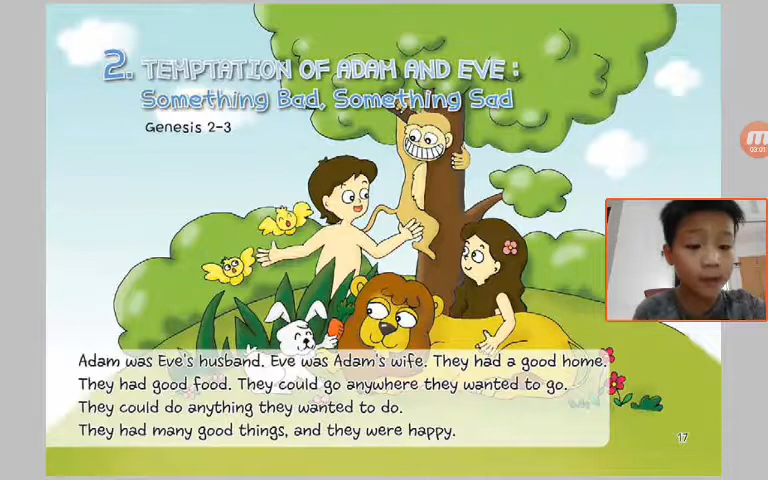 2. TEMPTATION OF ADAM AND EVE :
Something Bad, Something Sad
Genesis 2-3
Adam was Eve's husband. Eve was Adam's wife. They had a good home.
They had good food. They could go anywhere they wanted to go.
They could do anything they wanted to do.
They had many good things, and they were happy.
17
M
03:01